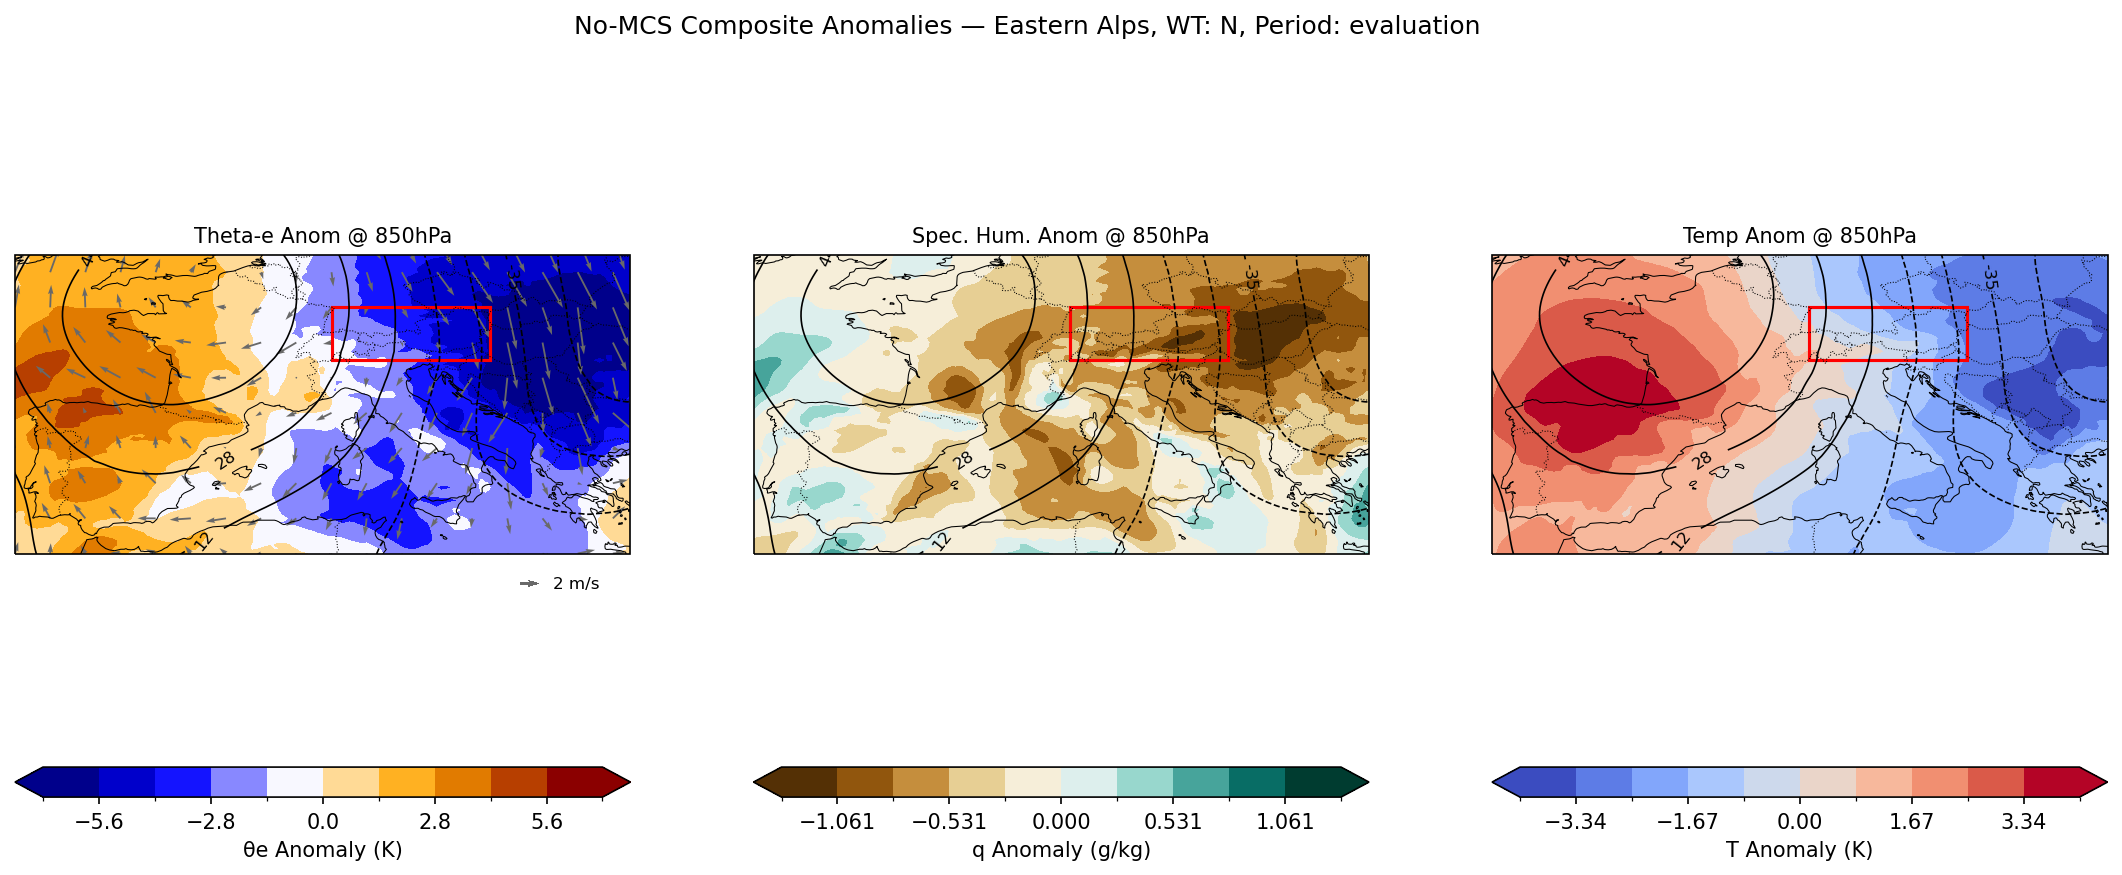 No-MCS Composite Anomalies — Eastern Alps, WT: N, Period: evaluation
Theta-e Anom @ 850hPa
Spec. Hum. Anom @ 850hPa
Temp Anom @ 850hPa
35
28
12
35
28
12
35
28
12
2 m/s
−5.6 −2.8 0.0 2.8 5.6
θe Anomaly (K)
−1.061 −0.531 0.000 0.531 1.061
q Anomaly (g/kg)
−3.34 −1.67 0.00 1.67 3.34
T Anomaly (K)